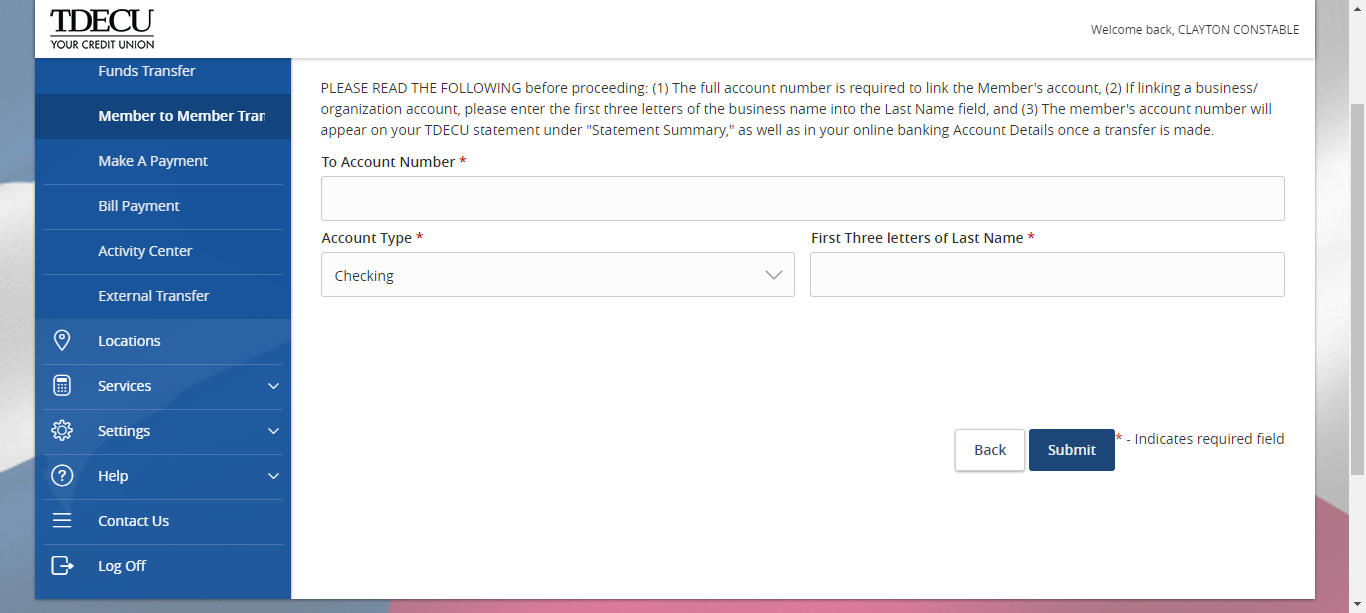 TDECU
YOUR CREDIT UNION
Welcome back, CLAYTON CONSTABLE
Funds Transfer
Member to Member Tran
Make A Payment
Bill Payment
Activity Center
External Transfer
Locations
Services
Settings
Help
Contact Us
Log Off
PLEASE READ THE FOLLOWING before proceeding: (1) The full account number is required to link the Member's account, (2) If linking a business/
organization account, please enter the first three letters of the business name into the Last Name field, and (3) The member's account number will
appear on your TDECU statement under "Statement Summary," as well as in your online banking Account Details once a transfer is made.
To Account Number *
Account Type *
First Three letters of Last Name *
Checking
Back
Submit
* - Indicates required field